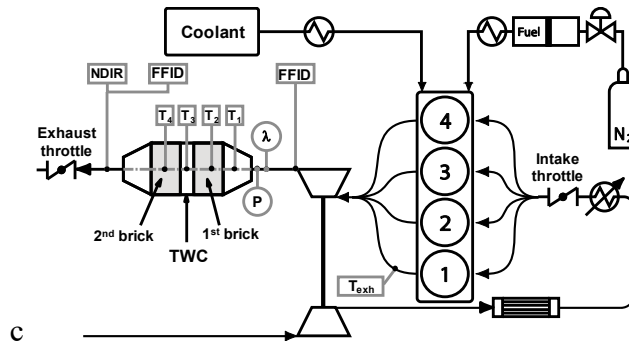 Coolant
Fuel
NDIR
FFID
FFID
N2
T4
T3
T2
T1
λ
4
Exhaust
throttle
3
Intake
throttle
P
2
2nd brick
1st brick
TWC
1
Texh
c